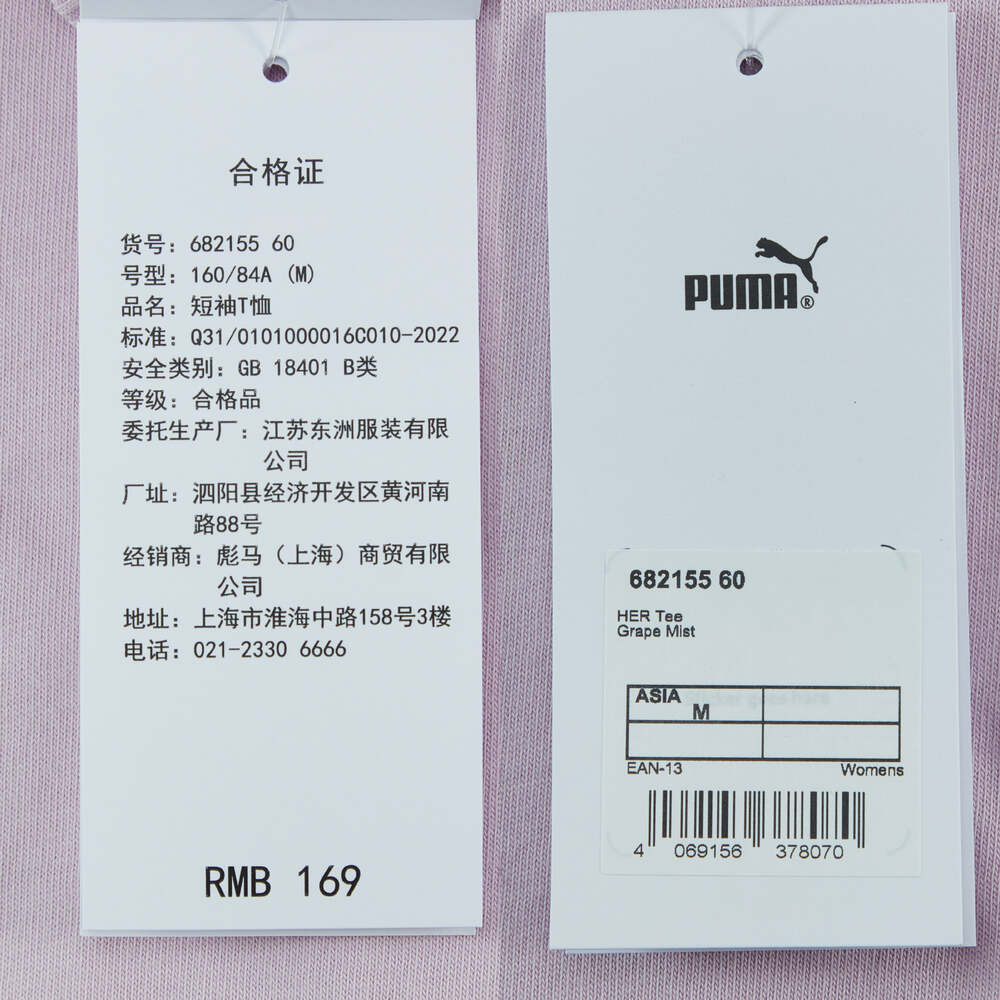 合格证
货号：682155 60
号型：160/84A (M)
品名：短袖T恤
标准：Q31/0101000016C010-2022
安全类别：GB 18401 B类
等级：合格品
委托生产厂：江苏东洲服装有限
公司
厂址：泗阳县经济开发区黄河南
路88号
经销商：彪马（上海）商贸有限
公司
地址：上海市淮海中路158号3楼
电话：021-2330 6666
RMB 169
PUMA®
682155 60
HER Tee
Grape Mist
ASIA
M
EAN-13 Womens
4 069156 378070